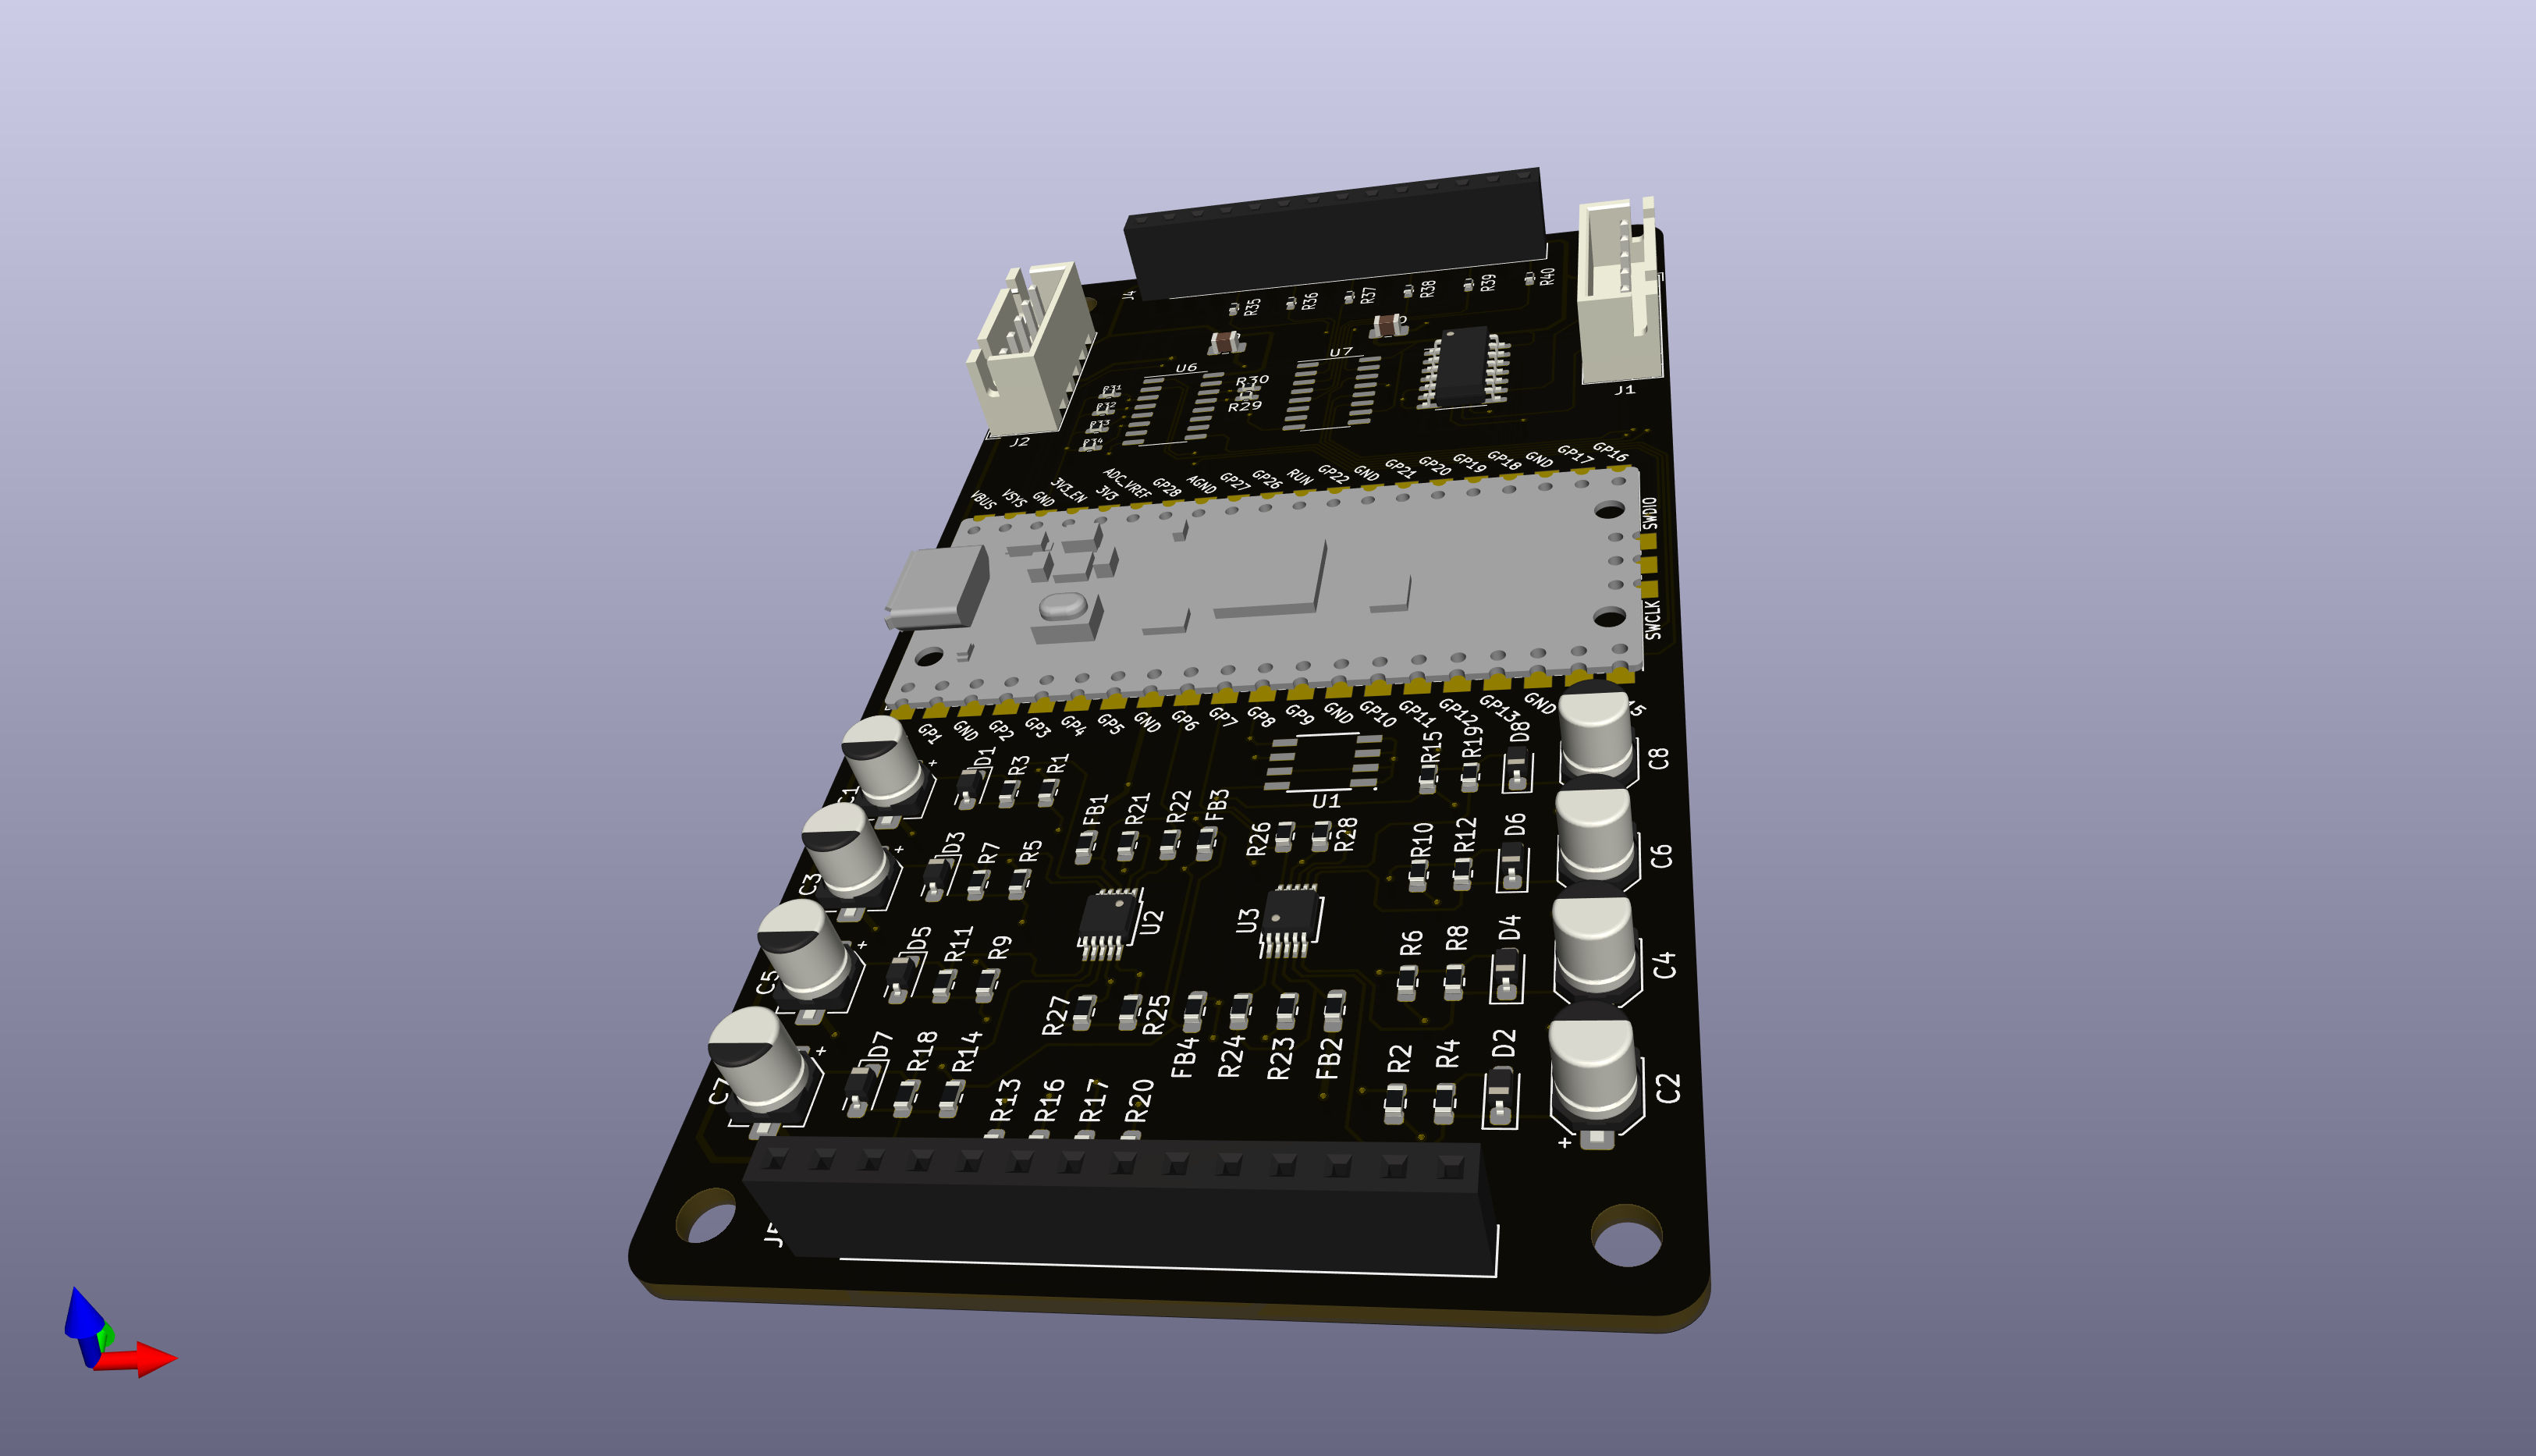 J4
R35
R36
R37
R38
R39
R40
U6
U7
R30
R29
R31
R32
R33
R34
J2
J1
VBUS
VSYS
GND
3V3_EN
3V3
ADC_VREF
GP28
AGND
GP27
GP26
RUN
GP22
GND
GP21
GP20
GP19
GP18
GND
GP17
GP16
SWDIO
SWCLK
GP1
GND
GP2
GP3
GP4
GP5
GND
GP6
GP7
GP8
GP9
GND
GP10
GP11
GP12
GP13
GND
15
C1
+
D1
R3
R1
U1
R15
R19
D8
C8
FB1
R21
R22
FB3
R26
R28
C3
+
D3
R7
R5
R10
R12
D6
C6
U2
U3
C5
+
D5
R11
R9
R6
R8
D4
C4
R27
R25
FB4
R24
R23
FB2
C7
+
D7
R18
R14
R13
R16
R17
R20
R2
R4
D2
C2
+